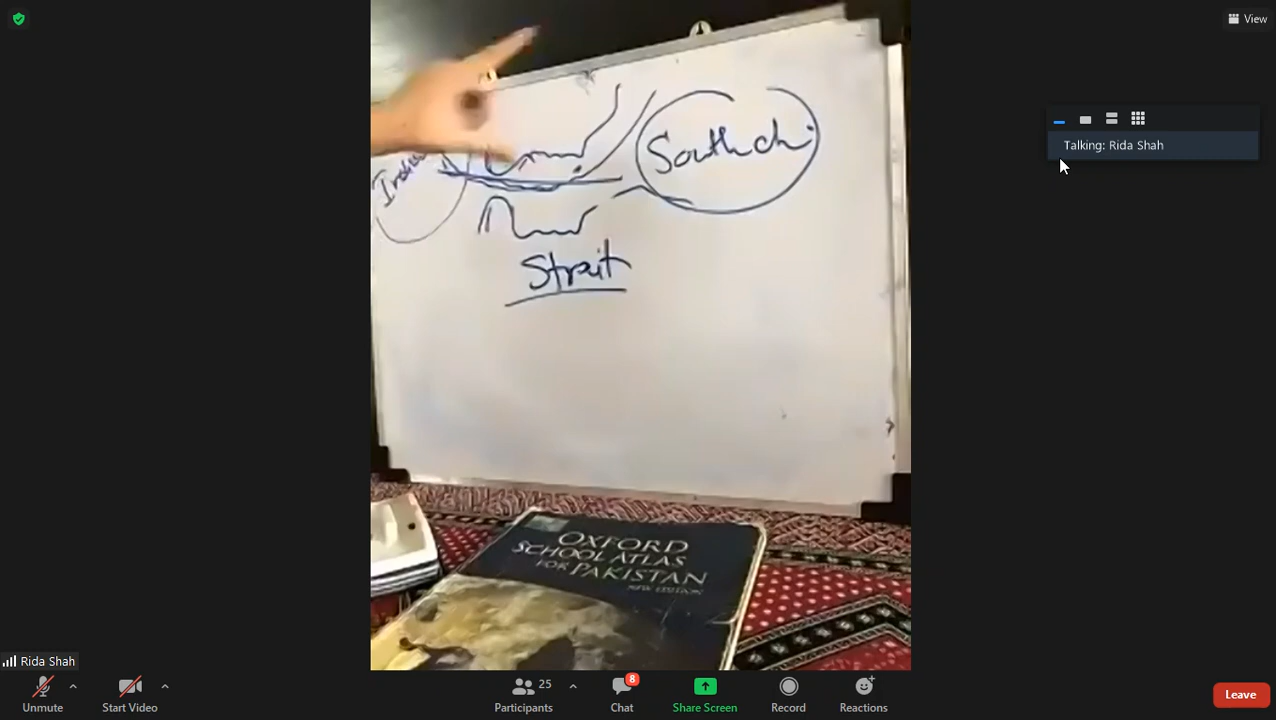 View
Talking: Rida Shah
South chi
Strait
OXFORD
SCHOOL ATLAS
FOR PAKISTAN
NEW EDITION
Rida Shah
Unmute
Start Video
25
Participants
8
Chat
Share Screen
Record
Reactions
Leave